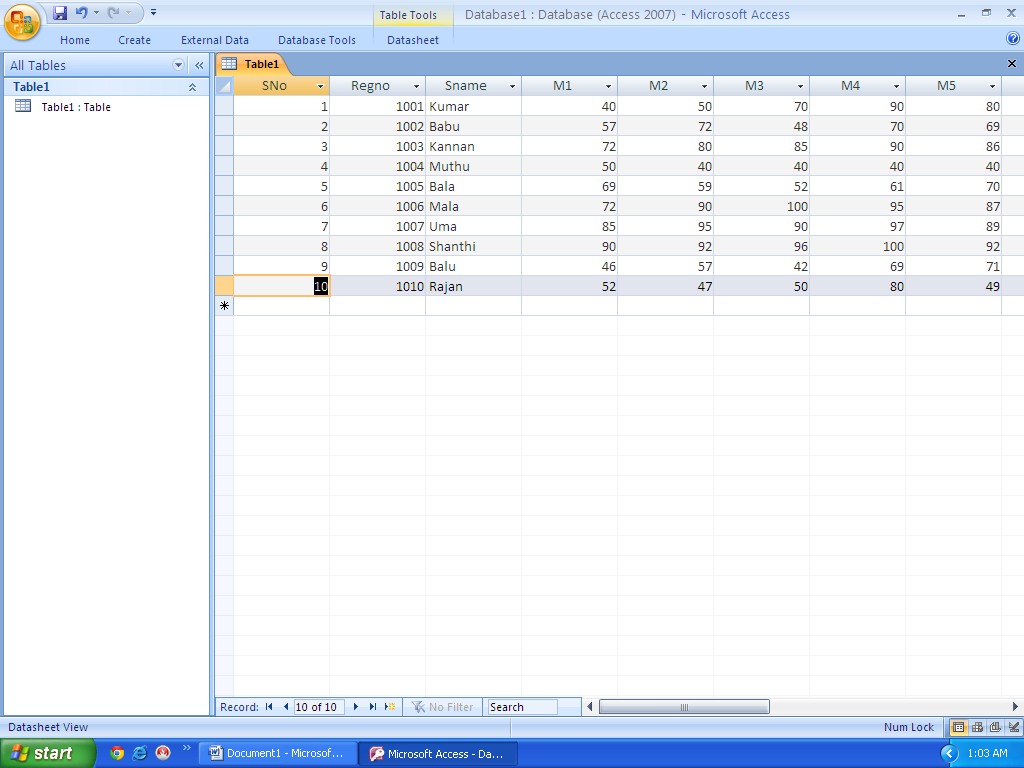 Table Tools
Database1 : Database (Access 2007) - Microsoft Access
Home Create External Data Database Tools Datasheet
All Tables «
Table1
Table1 : Table
Table1
SNo Regno Sname M1 M2 M3 M4 M5
1 1001 Kumar 40 50 70 90 80
2 1002 Babu 57 72 48 70 69
3 1003 Kannan 72 80 85 90 86
4 1004 Muthu 50 40 40 40 40
5 1005 Bala 69 59 52 61 70
6 1006 Mala 72 90 100 95 87
7 1007 Uma 85 95 90 97 89
8 1008 Shanthi 90 92 96 100 92
9 1009 Balu 46 57 42 69 71
10 1010 Rajan 52 47 50 80 49
Record: 10 of 10 No Filter Search
Datasheet View Num Lock
start Document1 - Microsof... Microsoft Access - Da... 1:03 AM